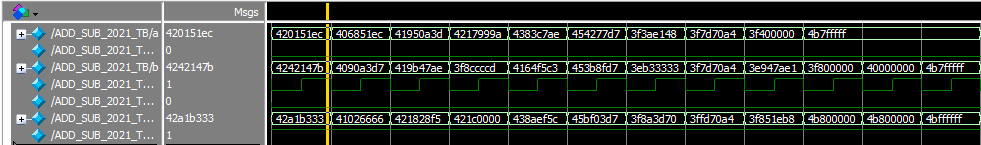 Msgs
/ADD_SUB_2021_TB/a 420151ec 420151ec 406851ec 41950a3d 4217999a 4383c7ae 454277d7 3f3ae148 3f7d70a4 3f400000 4b7fffff
/ADD_SUB_2021_T... 0
/ADD_SUB_2021_TB/b 4242147b 4242147b 4090a3d7 419b47ae 3f8ccccd 4164f5c3 453b8fd7 3eb33333 3f7d70a4 3e947ae1 3f800000 40000000 4b7fffff
/ADD_SUB_2021_T... 1
/ADD_SUB_2021_T... 0
/ADD_SUB_2021_T... 42a1b333 42a1b333 41026666 421828f5 421c0000 438aef5c 45bf03d7 3f8a3d70 3ffd70a4 3f851eb8 4b800000 4b800000 4bffffff
/ADD_SUB_2021_T... 1